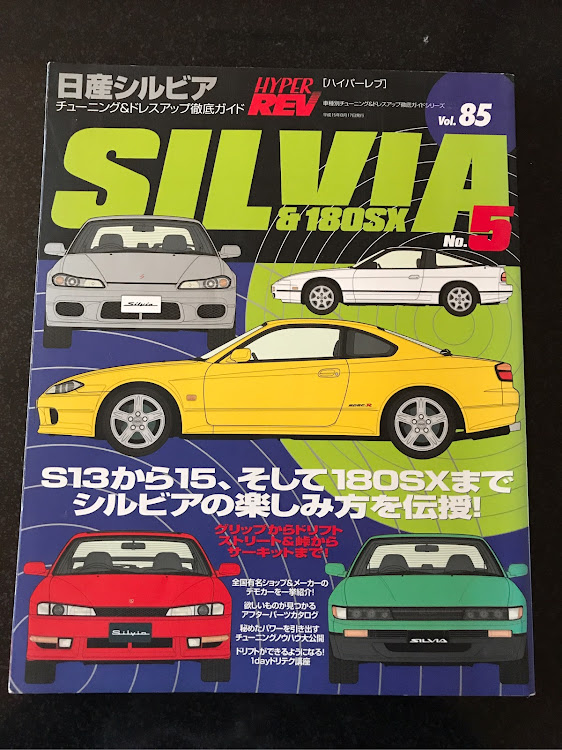 日産シルビア
チューニング&ドレスアップ徹底ガイド
HYPER
REV
[ハイパーレブ]
車種別チューニング&ドレスアップ徹底ガイドシリーズ
Vol. 85
SILVIA
& 180SX
No.5
Silvia
SPEC.R
S13から15、そして180SXまで
シルビアの楽しみ方を伝授!
グリップからドリフト
ストリート&峠から
サーキットまで!
全国有名ショップ&メーカーの
デモカーを一挙紹介!
欲しいものが見つかる
アフターパーツカタログ
秘めたパワーを引き出す
チューニングノウハウ大公開
ドリフトができるようになる!
1dayドリテク講座
Silvia
SILVIA